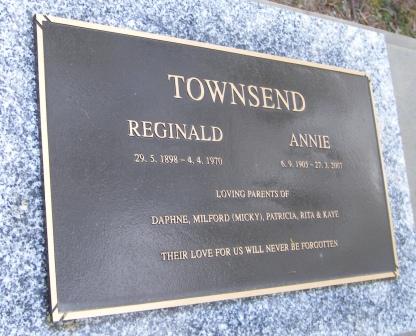 TOWNSEND
REGINALD ANNIE
29. 5. 1898 – 4. 4. 1970 6. 9. 1905 – 27. 3. 2007
LOVING PARENTS OF
DAPHNE, MILFORD (MICKY), PATRICIA, RITA & KAYE
THEIR LOVE FOR US WILL NEVER BE FORGOTTEN